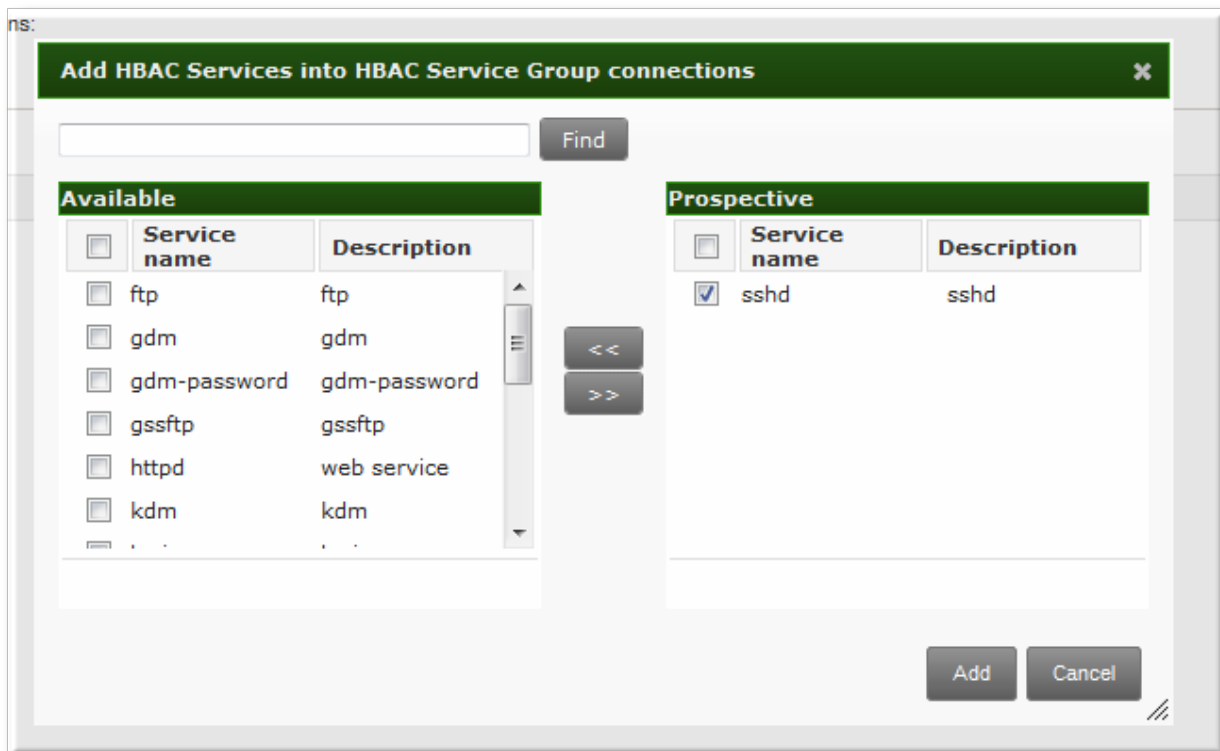 ns:
Add HBAC Services into HBAC Service Group connections
Find
Available
Service name
Description
ftp ftp
gdm gdm
gdm-password gdm-password
gssftp gssftp
httpd web service
kdm kdm
<<
>>
Prospective
Service name
Description
sshd sshd
Add Cancel